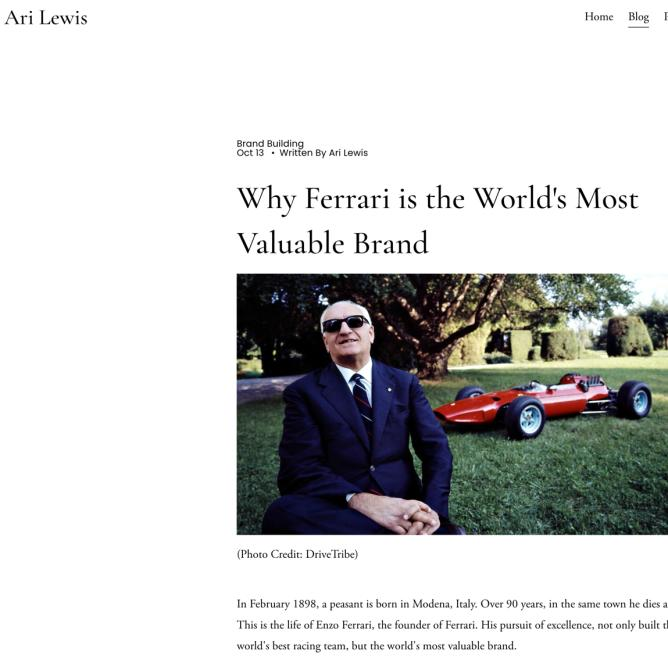 Ari Lewis
Home Blog
Brand Building
Oct 13 • Written By Ari Lewis
Why Ferrari is the World's Most
Valuable Brand
(Photo Credit: DriveTribe)
In February 1898, a peasant is born in Modena, Italy. Over 90 years, in the same town he dies a
This is the life of Enzo Ferrari, the founder of Ferrari. His pursuit of excellence, not only built
world's best racing team, but the world's most valuable brand.